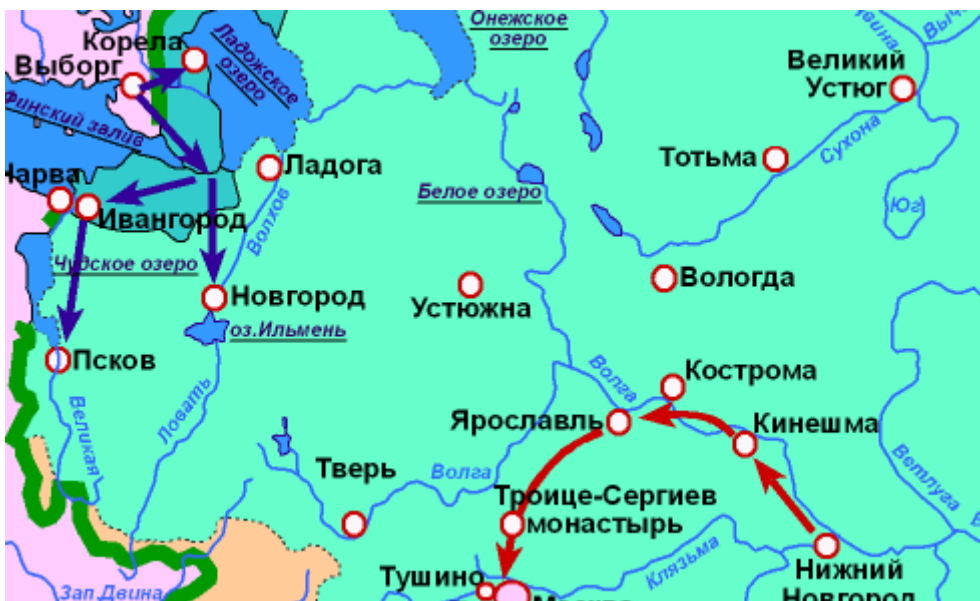 Онежское
озеро
Корела
Ладожское
озеро
Выборг
Финский залив
Великий
Устюг
Тотьма
Сухона
Ладога
Белое озеро
Юг
Ивангород
Волхов
Чудское озеро
Вологда
Новгород
Устюжна
оз.Ильмень
Псков
Кострома
Волга
Ярославль
Кинешма
Великая
Ловать
Тверь
Волга
Ветлуга
Троице-Сергиев
монастырь
Клязьма
Тушино
Нижний
Зап.Двина